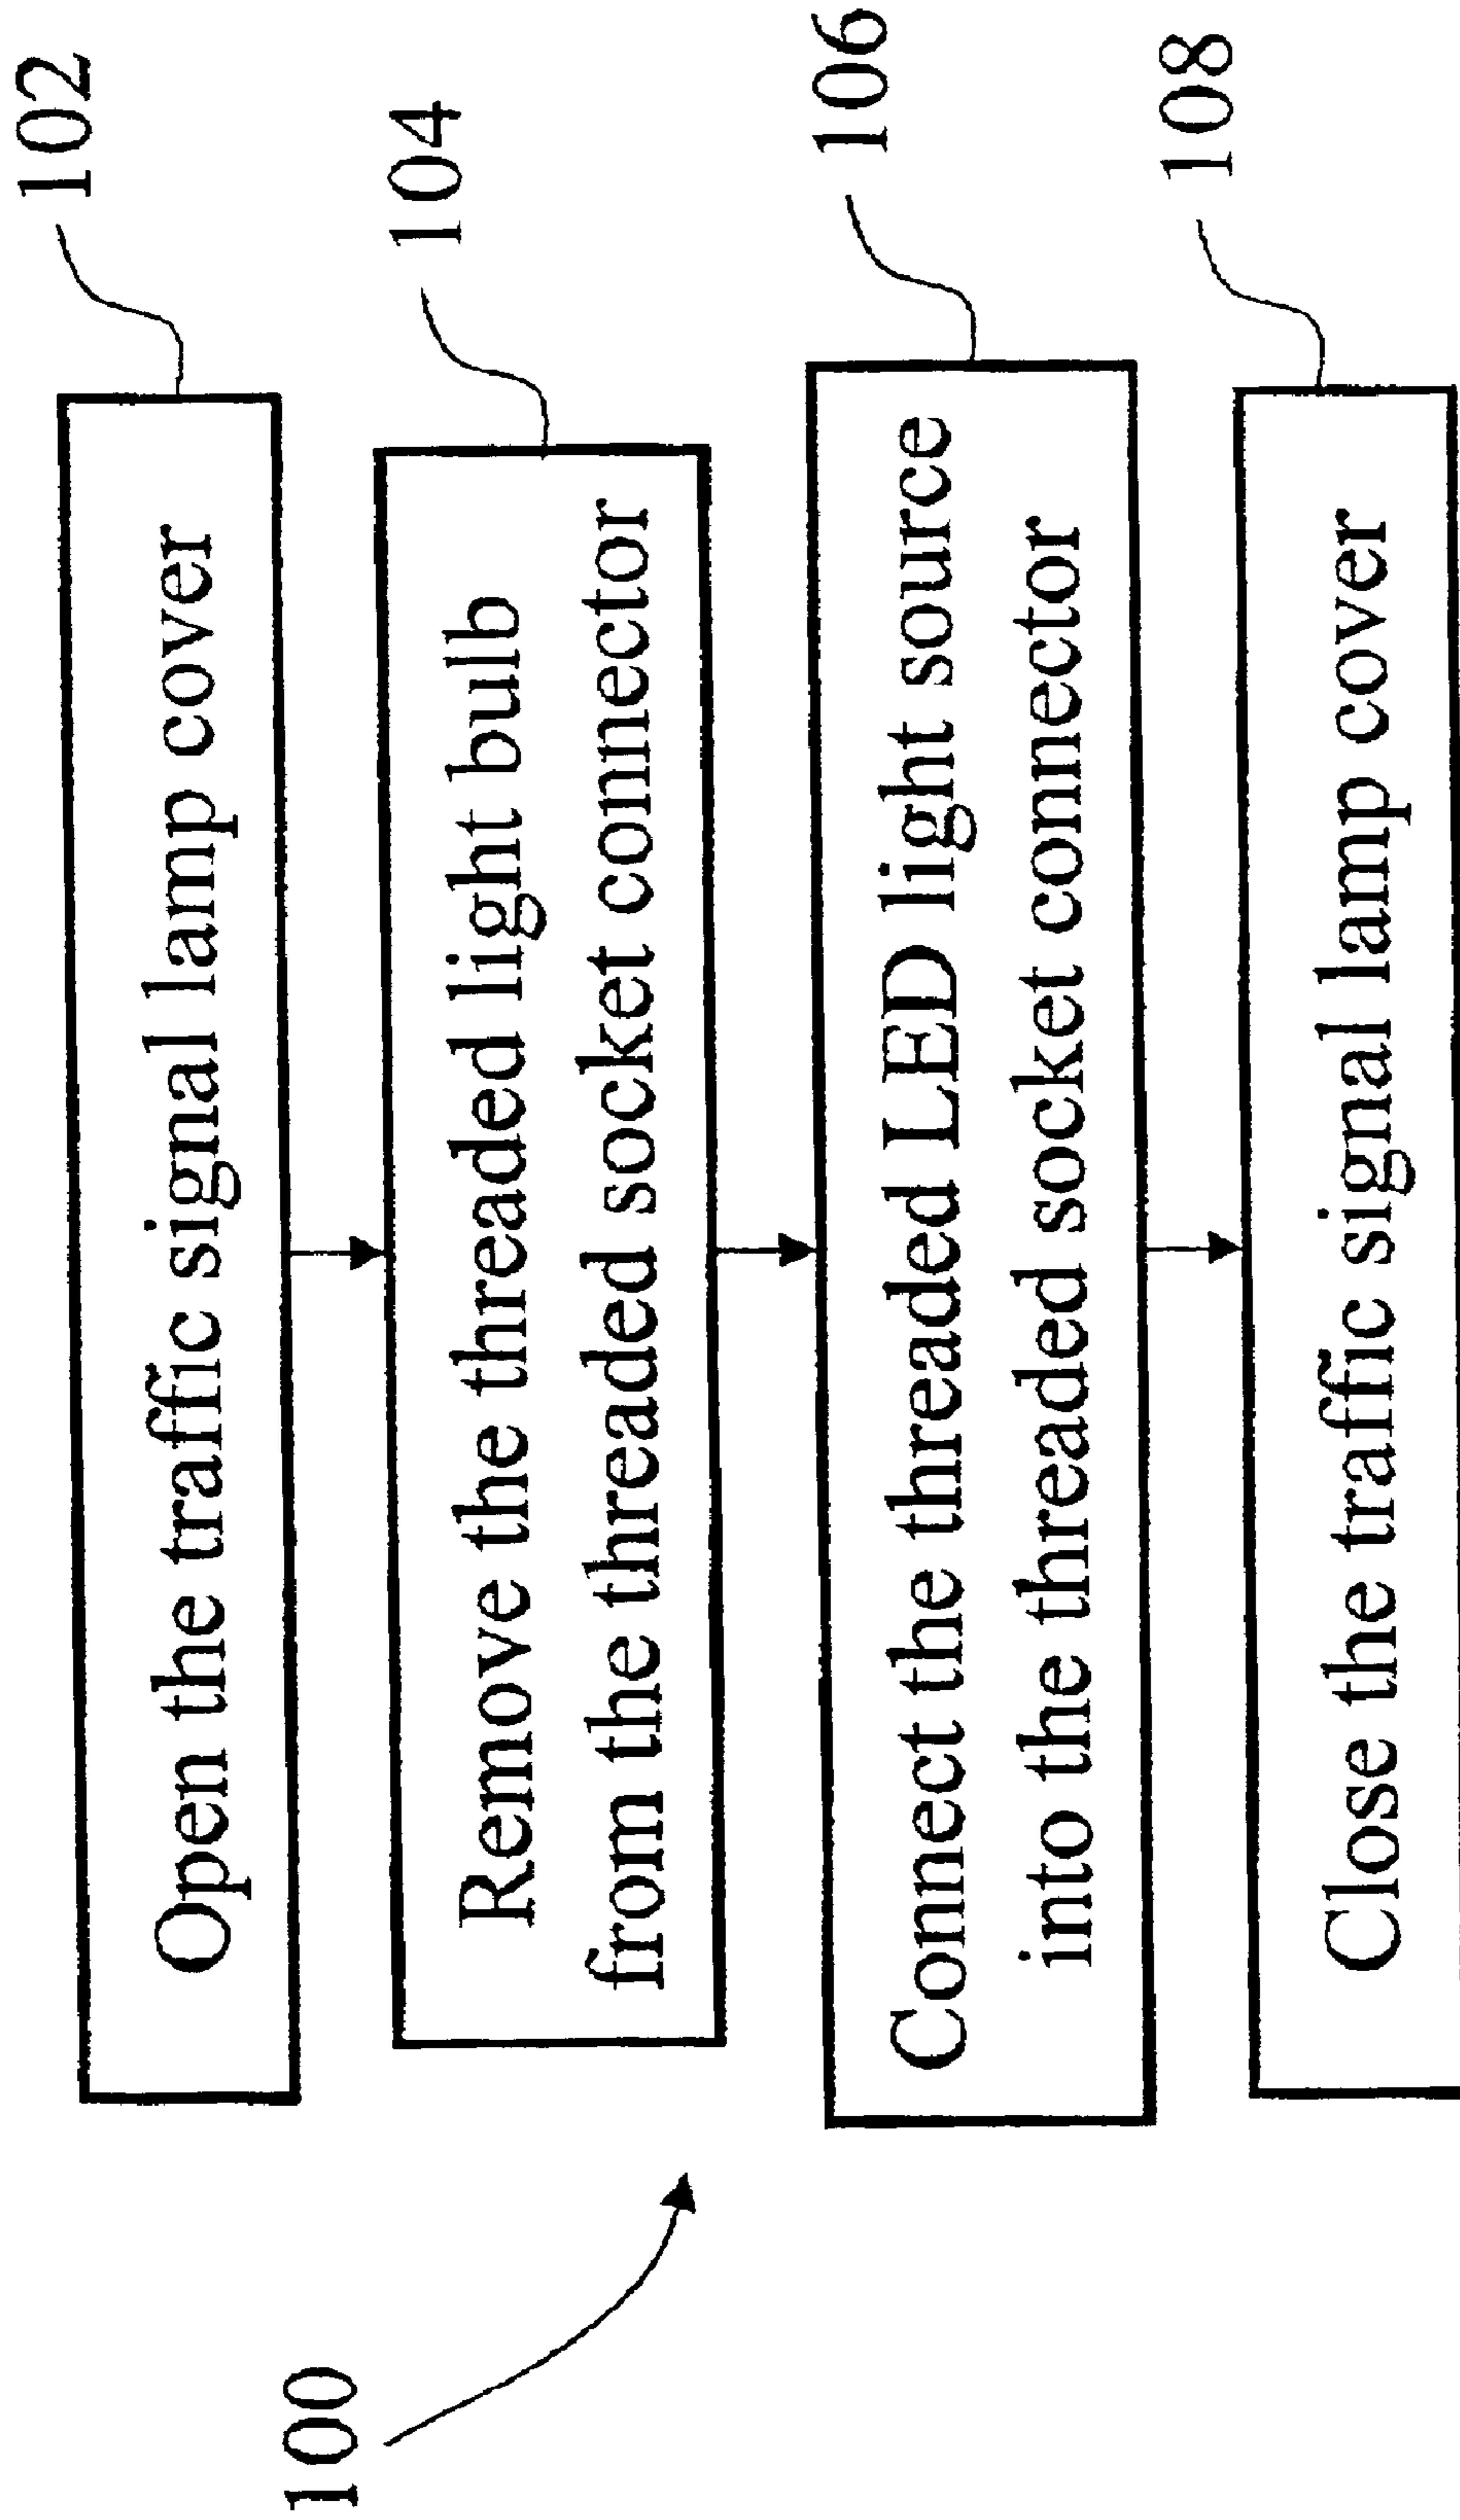 102
Open the traffic signal lamp cover
104
Remove the threaded light bulb
from the threaded socket connector
106
Connect the threaded LED light source
into the threaded socket connector
108
Close the traffic signal lamp cover
100